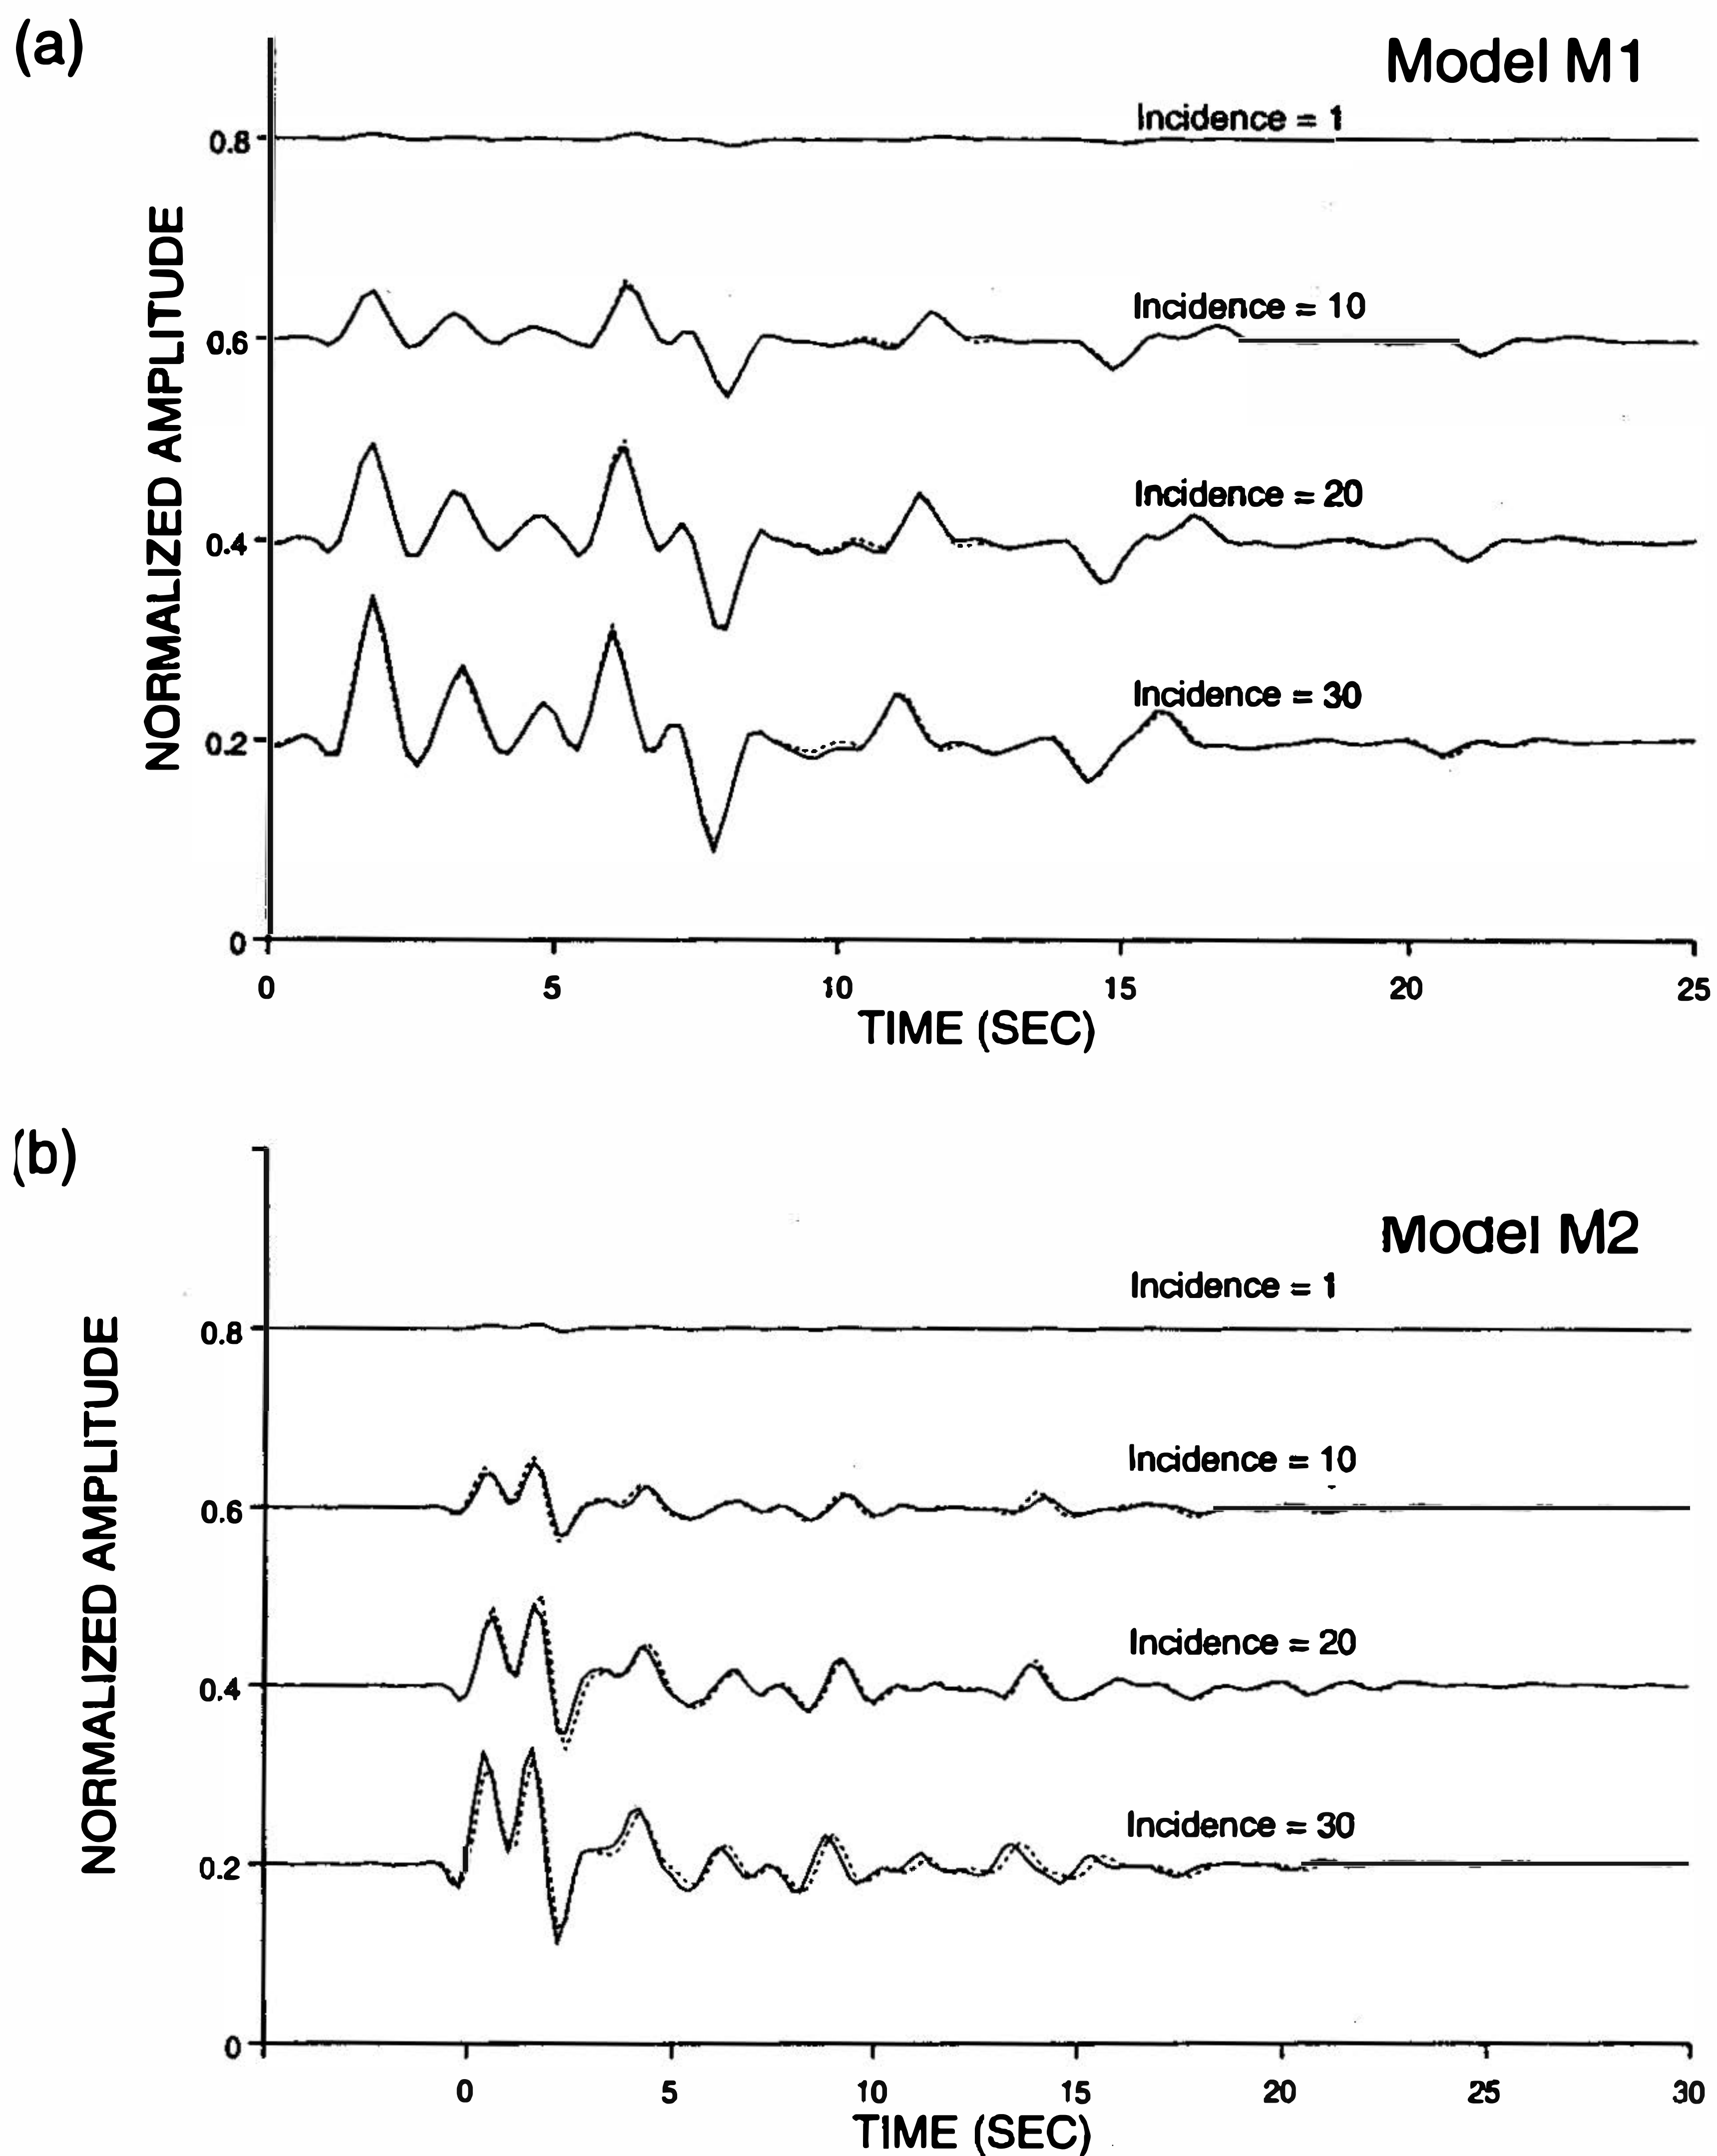 (a)
Model M1
Incidence = 1
0.8
Incidence = 10
0.6
Incidence = 20
0.4
Incidence = 30
0.2
0
NORMALIZED AMPLITUDE
0 5 10 15 20 25
TIME (SEC)
(b)
Model M2
Incidence = 1
0.8
Incidence = 10
0.6
Incidence = 20
0.4
Incidence = 30
0.2
0
NORMALIZED AMPLITUDE
0 5 10 15 20 25 30
TIME (SEC)